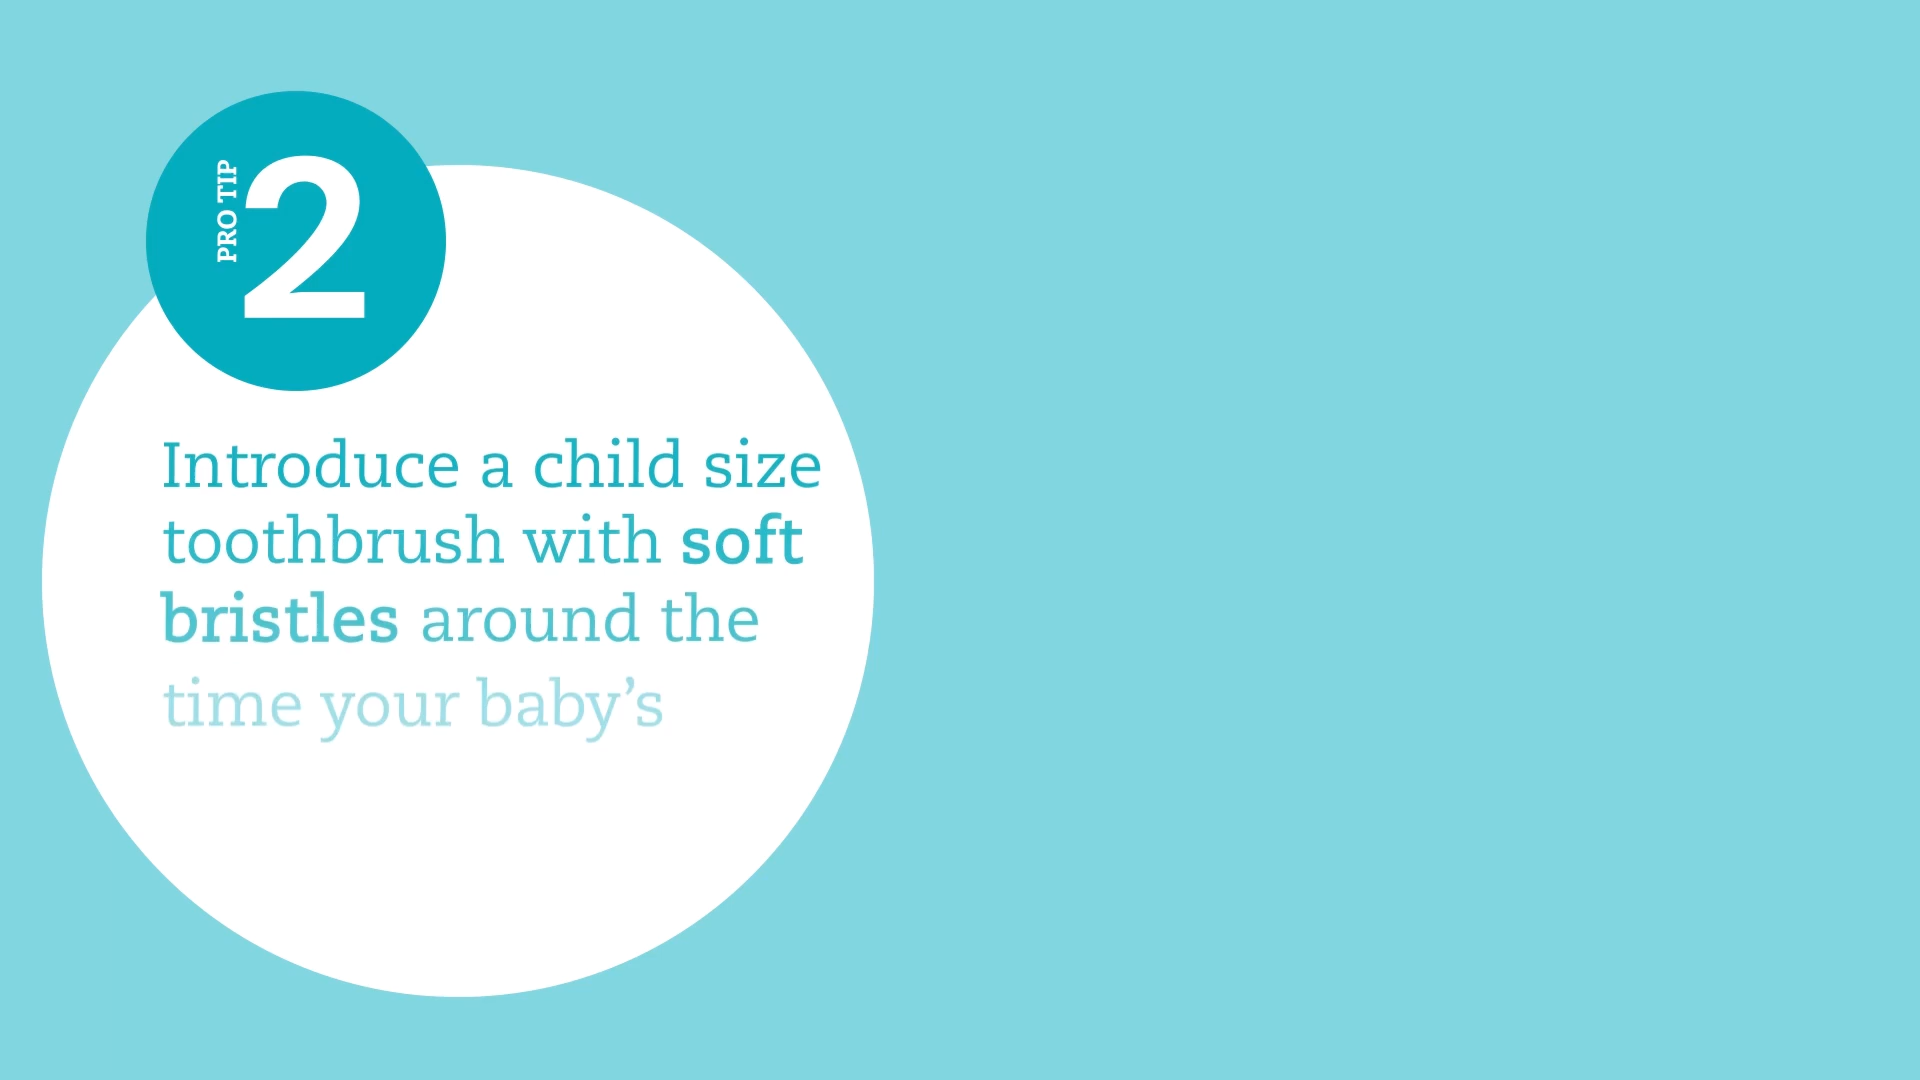 PRO TIP
2
Introduce a child size
toothbrush with soft
bristles around the
time your baby’s